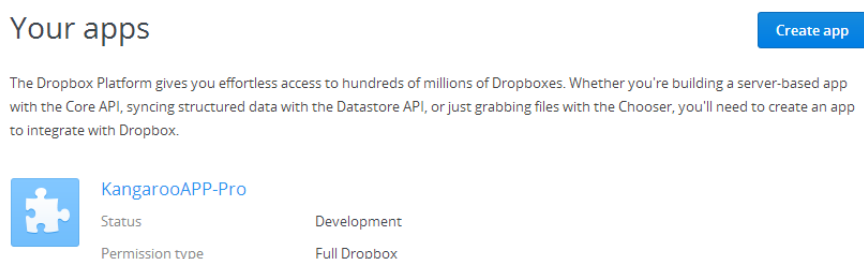 Your apps
Create app
The Dropbox Platform gives you effortless access to hundreds of millions of Dropboxes. Whether you're building a server-based app
with the Core API, syncing structured data with the Datastore API, or just grabbing files with the Chooser, you'll need to create an app
to integrate with Dropbox.
KangarooAPP-Pro
Status Development
Permission type Full Dropbox